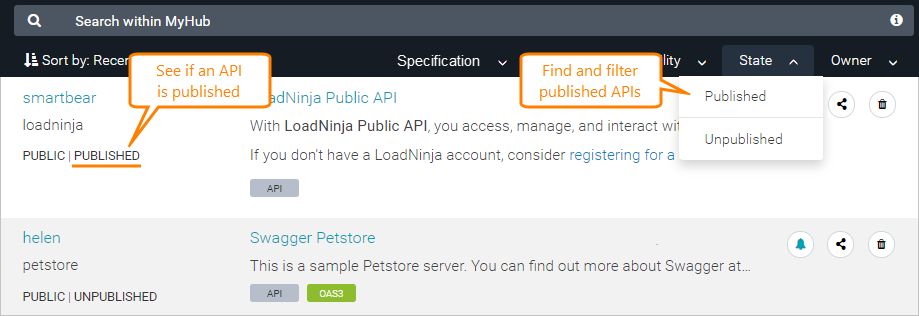 Search within MyHub
Sort by: Rece
Specification
lity
State
Owner
See if an API
is published
Find and filter
published APIs
Published
Unpublished
smartbear
adNinja Public API
loadninja
With LoadNinja Public API, you access, manage, and interact wit
PUBLIC | PUBLISHED
If you don't have a LoadNinja account, consider registering for a
API
helen
Swagger Petstore
petstore
This is a sample Petstore server. You can find out more about Swagger at...
PUBLIC | UNPUBLISHED
API OAS3